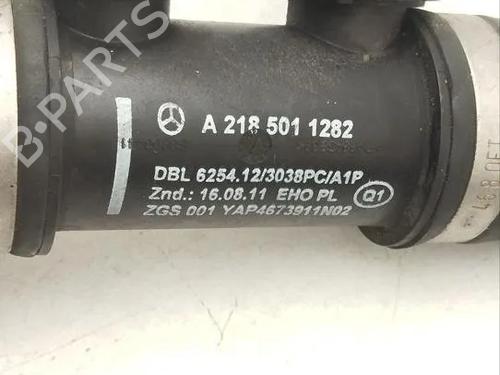 A 218 501 1282
DBL 6254.12/3038PC/A1P
Znd.: 16.08.11 EHO PL Q1
ZGS 001 YAP4673911N02
B-PARTS